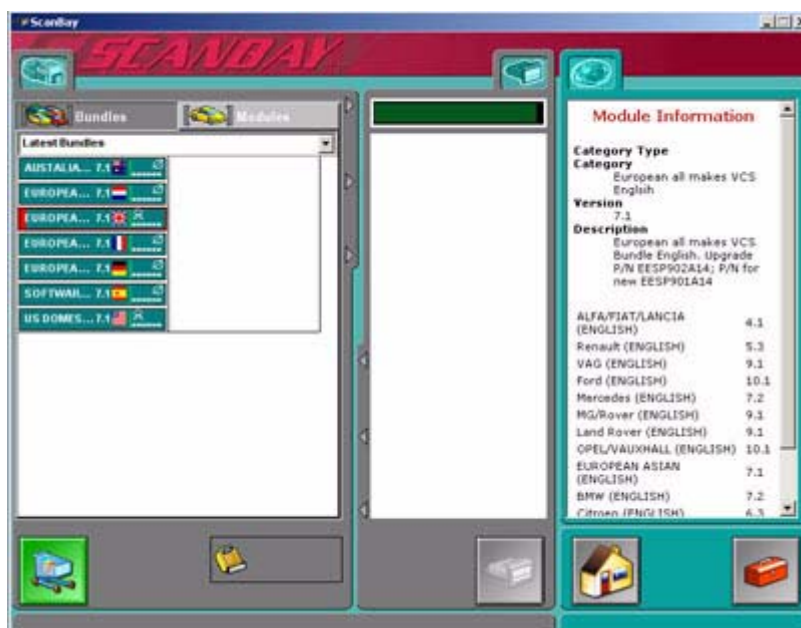 ScanBay
SCANBAY
Bundles
Modules
Latest Bundles
AUSTALIA... 7.1
EUROPEA... 7.1
EUROPEA... 7.1
EUROPEA... 7.1
EUROPEA... 7.1
SOFTWAR... 7.1
US DOMES... 7.1
Module Information
Category Type
Category
European all makes VCS
Englsih
Version
7.1
Description
European all makes VCS
Bundle English. Upgrade
P/N EESP902A14; P/N for
new EESP901A14
ALFA/FIAT/LANCIA
(ENGLISH) 4.1
Renault (ENGLISH) 5.3
VAG (ENGLISH) 9.1
Ford (ENGLISH) 10.1
Mercedes (ENGLISH) 7.2
MG/Rover (ENGLISH) 9.1
Land Rover (ENGLISH) 9.1
OPEL/VAUXHALL (ENGLISH) 10.1
EUROPEAN ASIAN
(ENGLISH) 7.1
BMW (ENGLISH) 7.2
Citroen (ENGLISH) 6.3